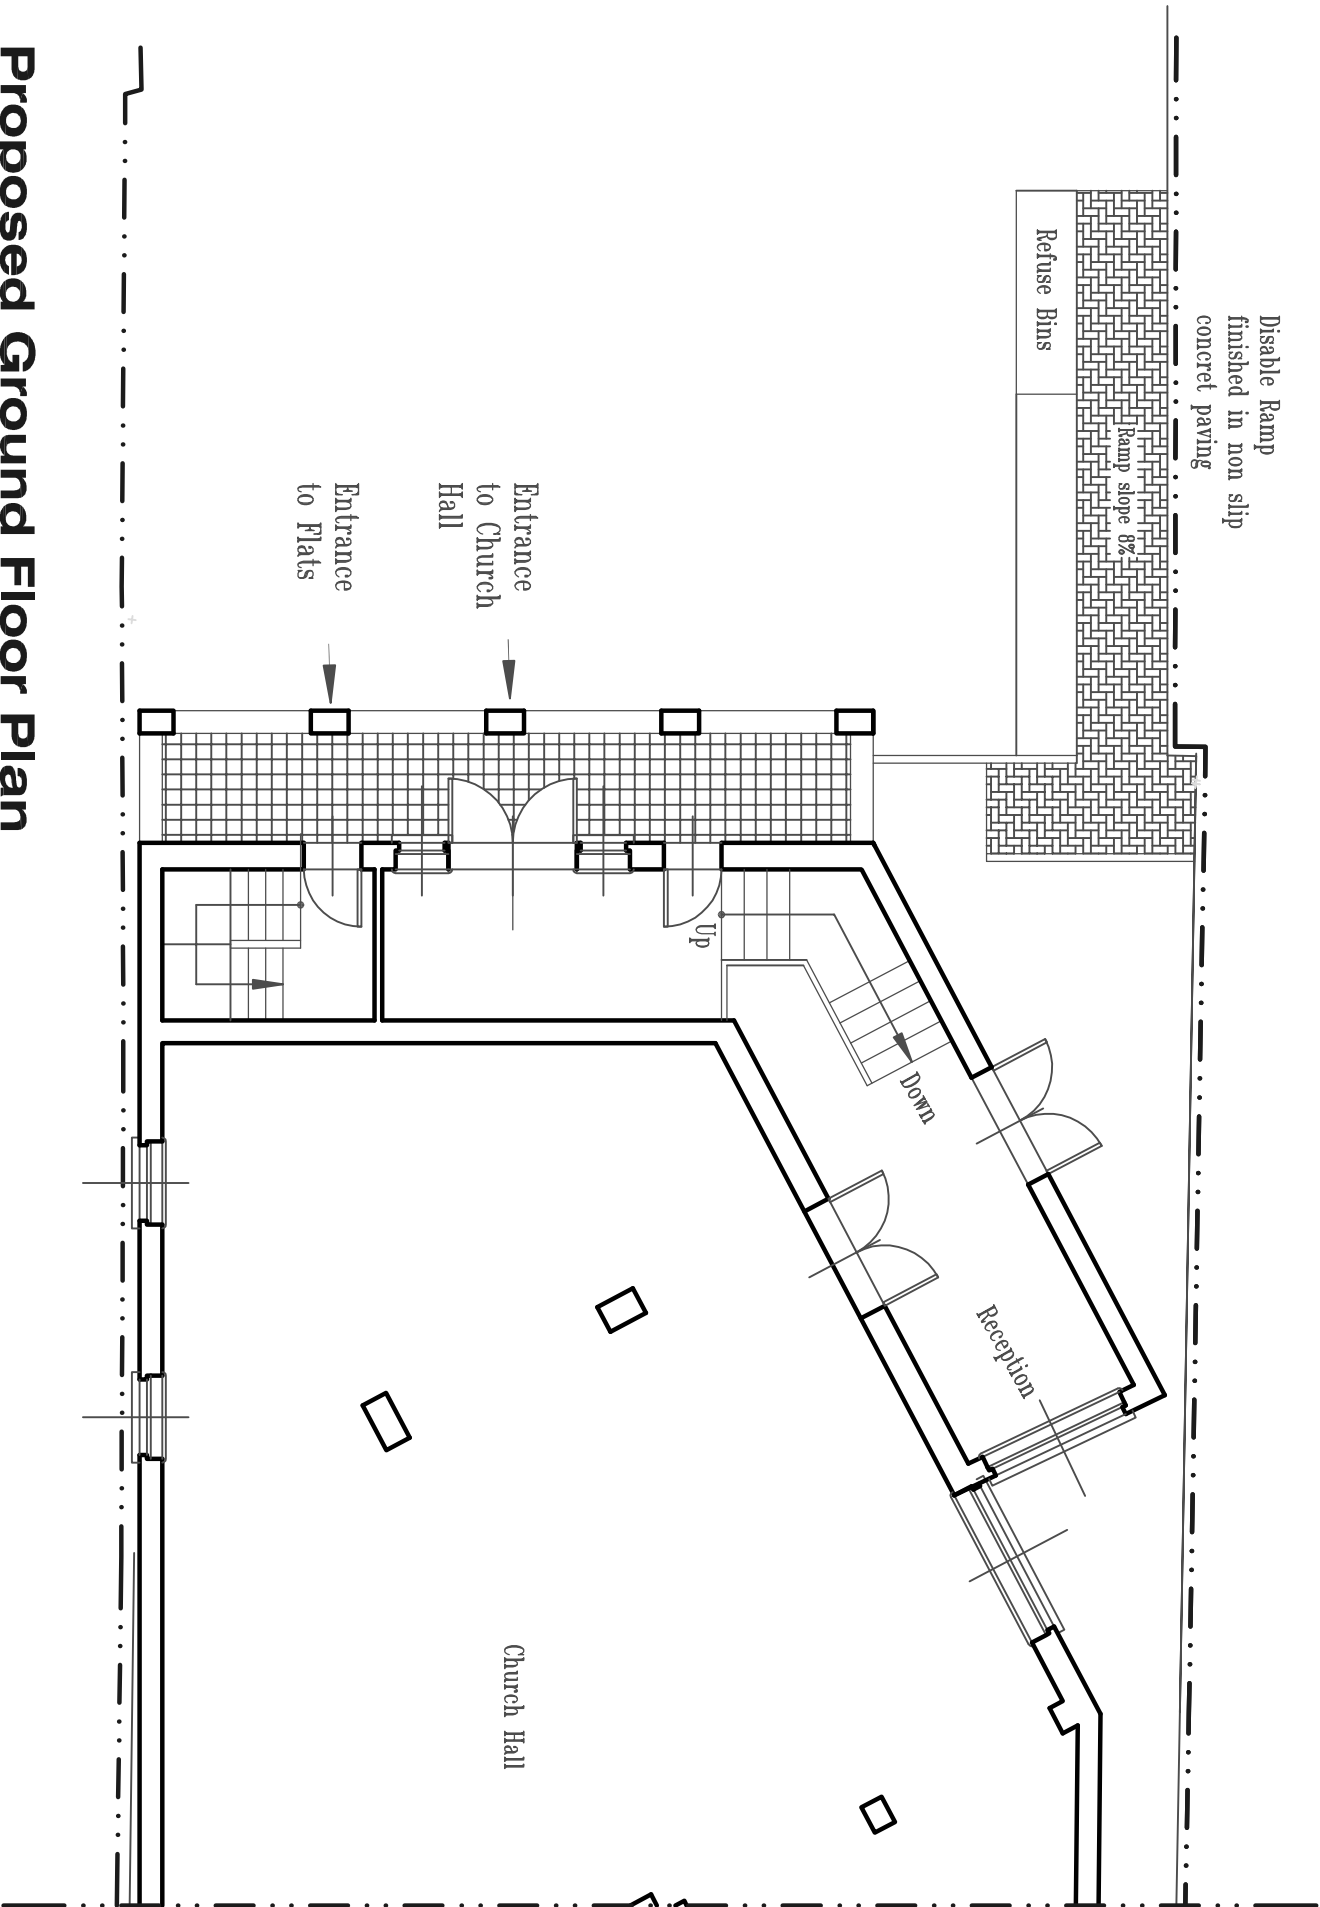 Disable Ramp
finished in non slip
concret paving
Refuse Bins
Ramp slope 8%
Entrance
to Church
Hall
Entrance
to Flats
Up
Down
Reception
Church Hall
Proposed Ground Floor Plan